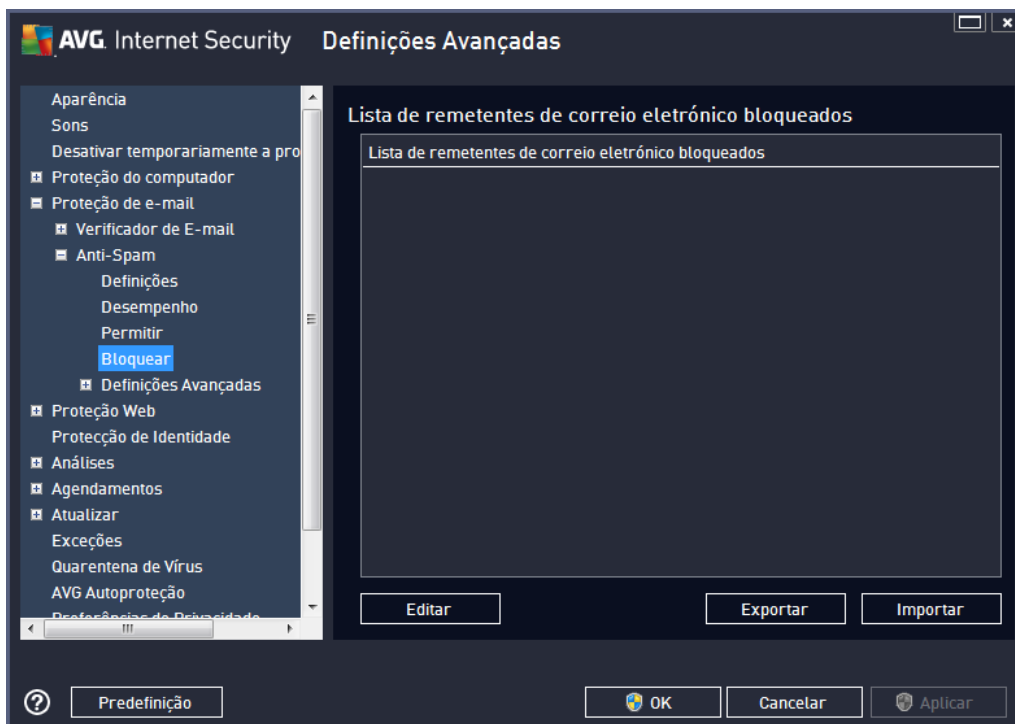 AVG. Internet Security Definições Avançadas
Aparência
Sons
Desativar temporariamente a pro
Proteção do computador
Proteção de e-mail
Verificador de E-mail
Anti-Spam
Definições
Desempenho
Permitir
Bloquear
Definições Avançadas
Proteção Web
Protecção de Identidade
Análises
Agendamentos
Atualizar
Exceções
Quarentena de Vírus
AVG Autoproteção
Preferências de Privacidade
Lista de remetentes de correio eletrónico bloqueados
Lista de remetentes de correio eletrónico bloqueados
Editar
Exportar
Importar
Predefinição
OK
Cancelar
Aplicar